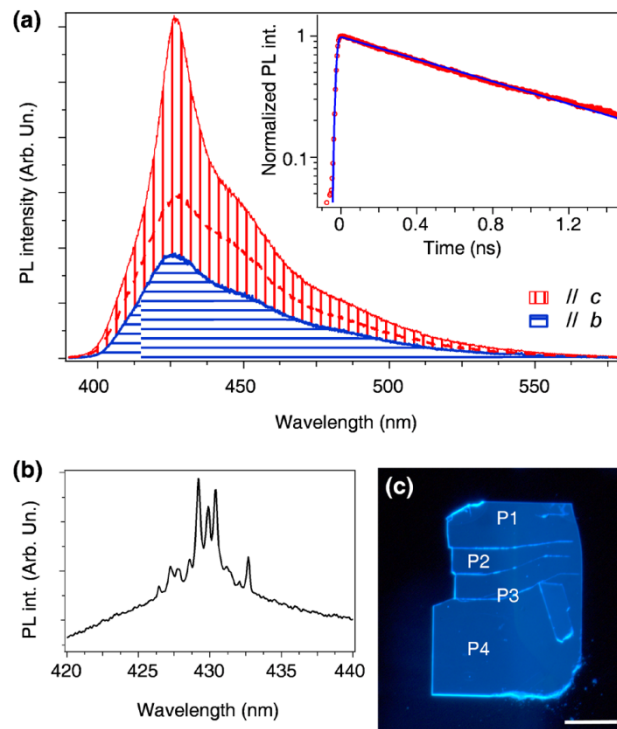 (a)
PL intensity (Arb. Un.)
400
450
500
550
Wavelength (nm)
Normalized PL int.
1
0.1
0
0.4
0.8
1.2
Time (ns)
// c
// b
(b)
PL int. (Arb. Un.)
420
425
430
435
440
Wavelength (nm)
(c)
P1
P2
P3
P4